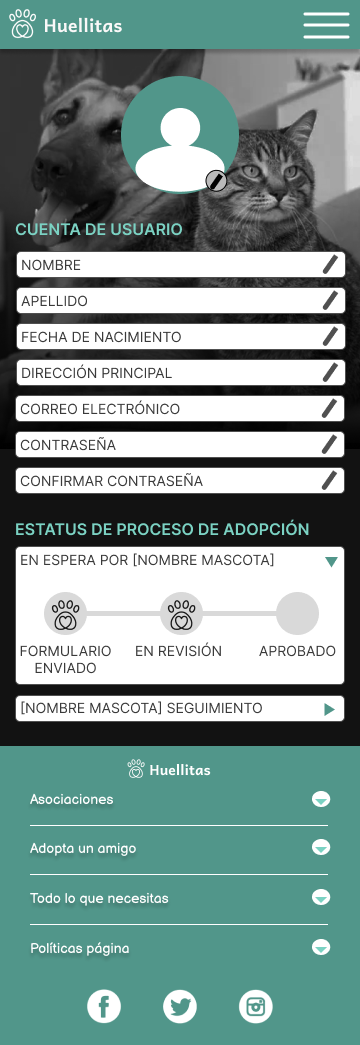 Huellitas
CUENTA DE USUARIO
NOMBRE
APELLIDO
FECHA DE NACIMIENTO
DIRECCIÓN PRINCIPAL
CORREO ELECTRÓNICO
CONTRASEÑA
CONFIRMAR CONTRASEÑA
ESTATUS DE PROCESO DE ADOPCIÓN
EN ESPERA POR [NOMBRE MASCOTA]
FORMULARIO ENVIADO
EN REVISIÓN
APROBADO
[NOMBRE MASCOTA] SEGUIMIENTO
Huellitas
Asociaciones
Adopta un amigo
Todo lo que necesitas
Políticas página